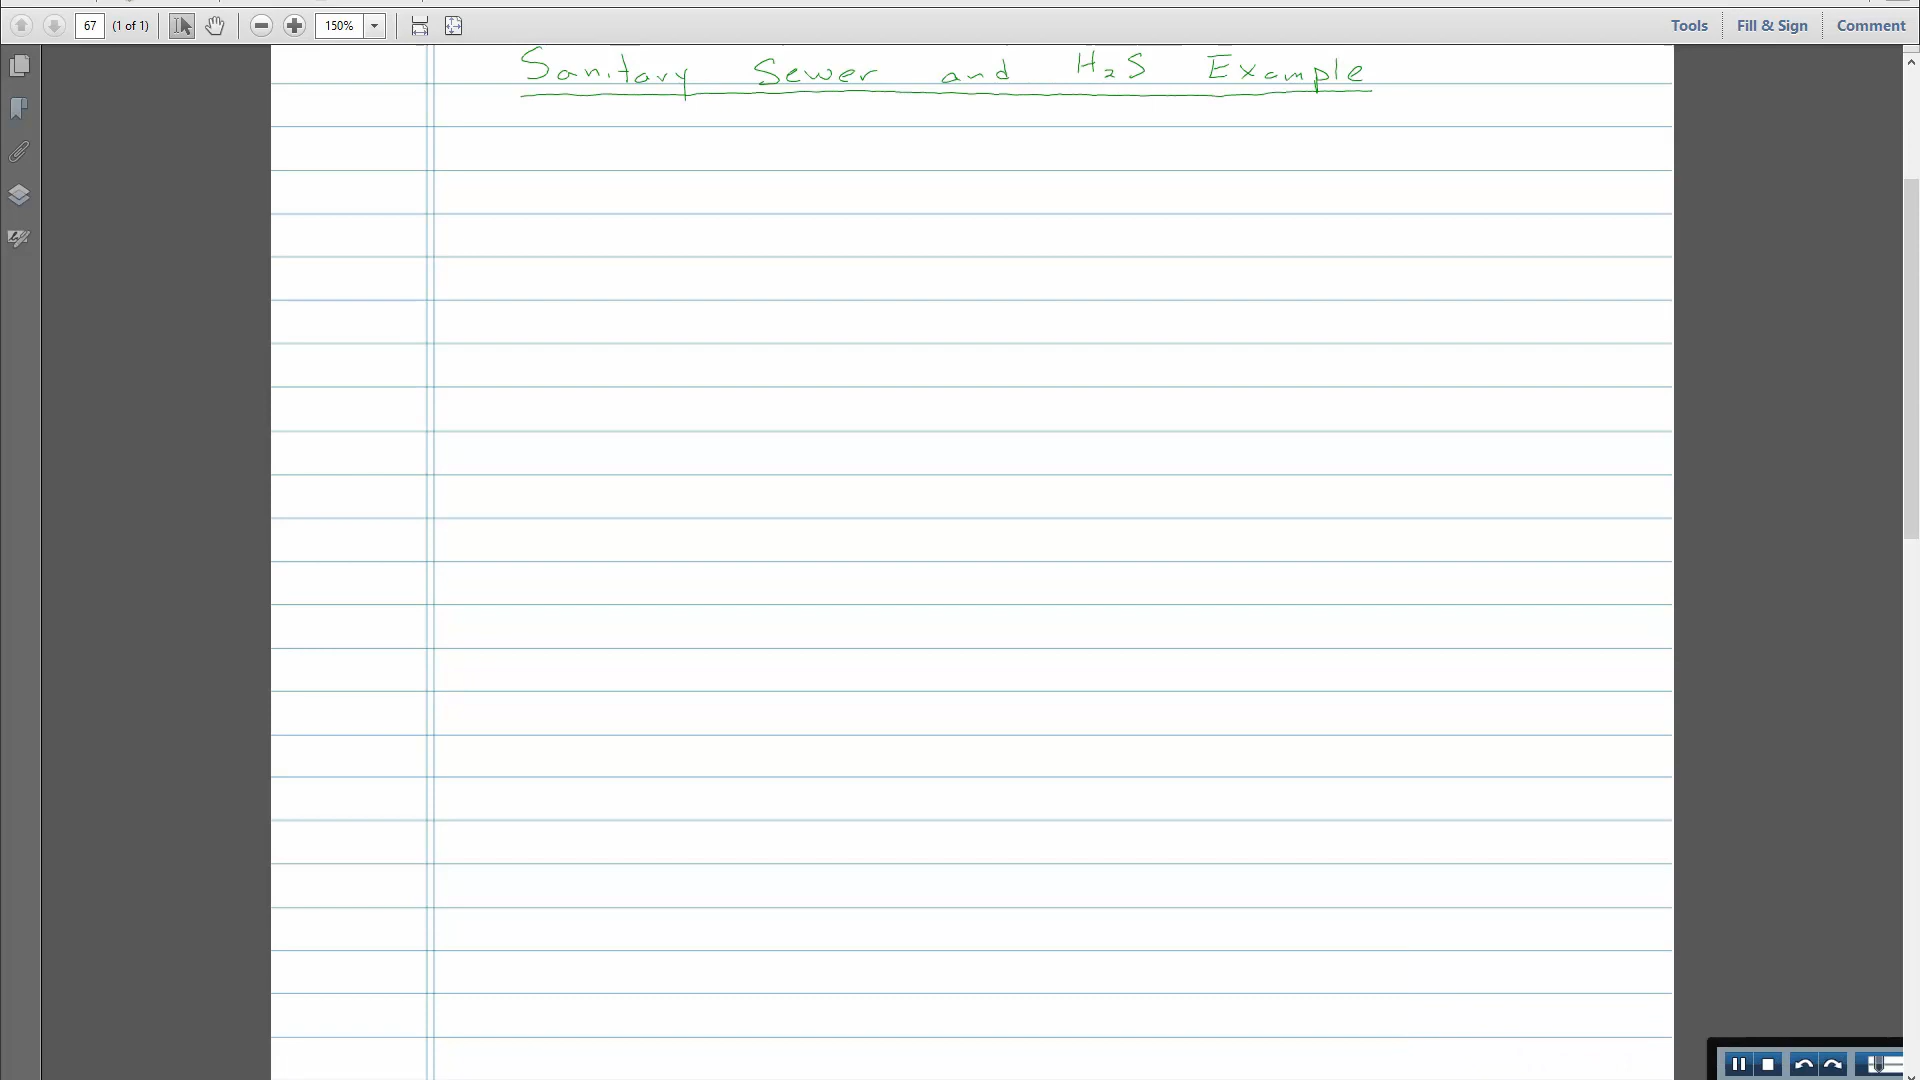 67 (1 of 1) 150% Tools Fill & Sign Comment
Sanitary Sewer and H₂S Example